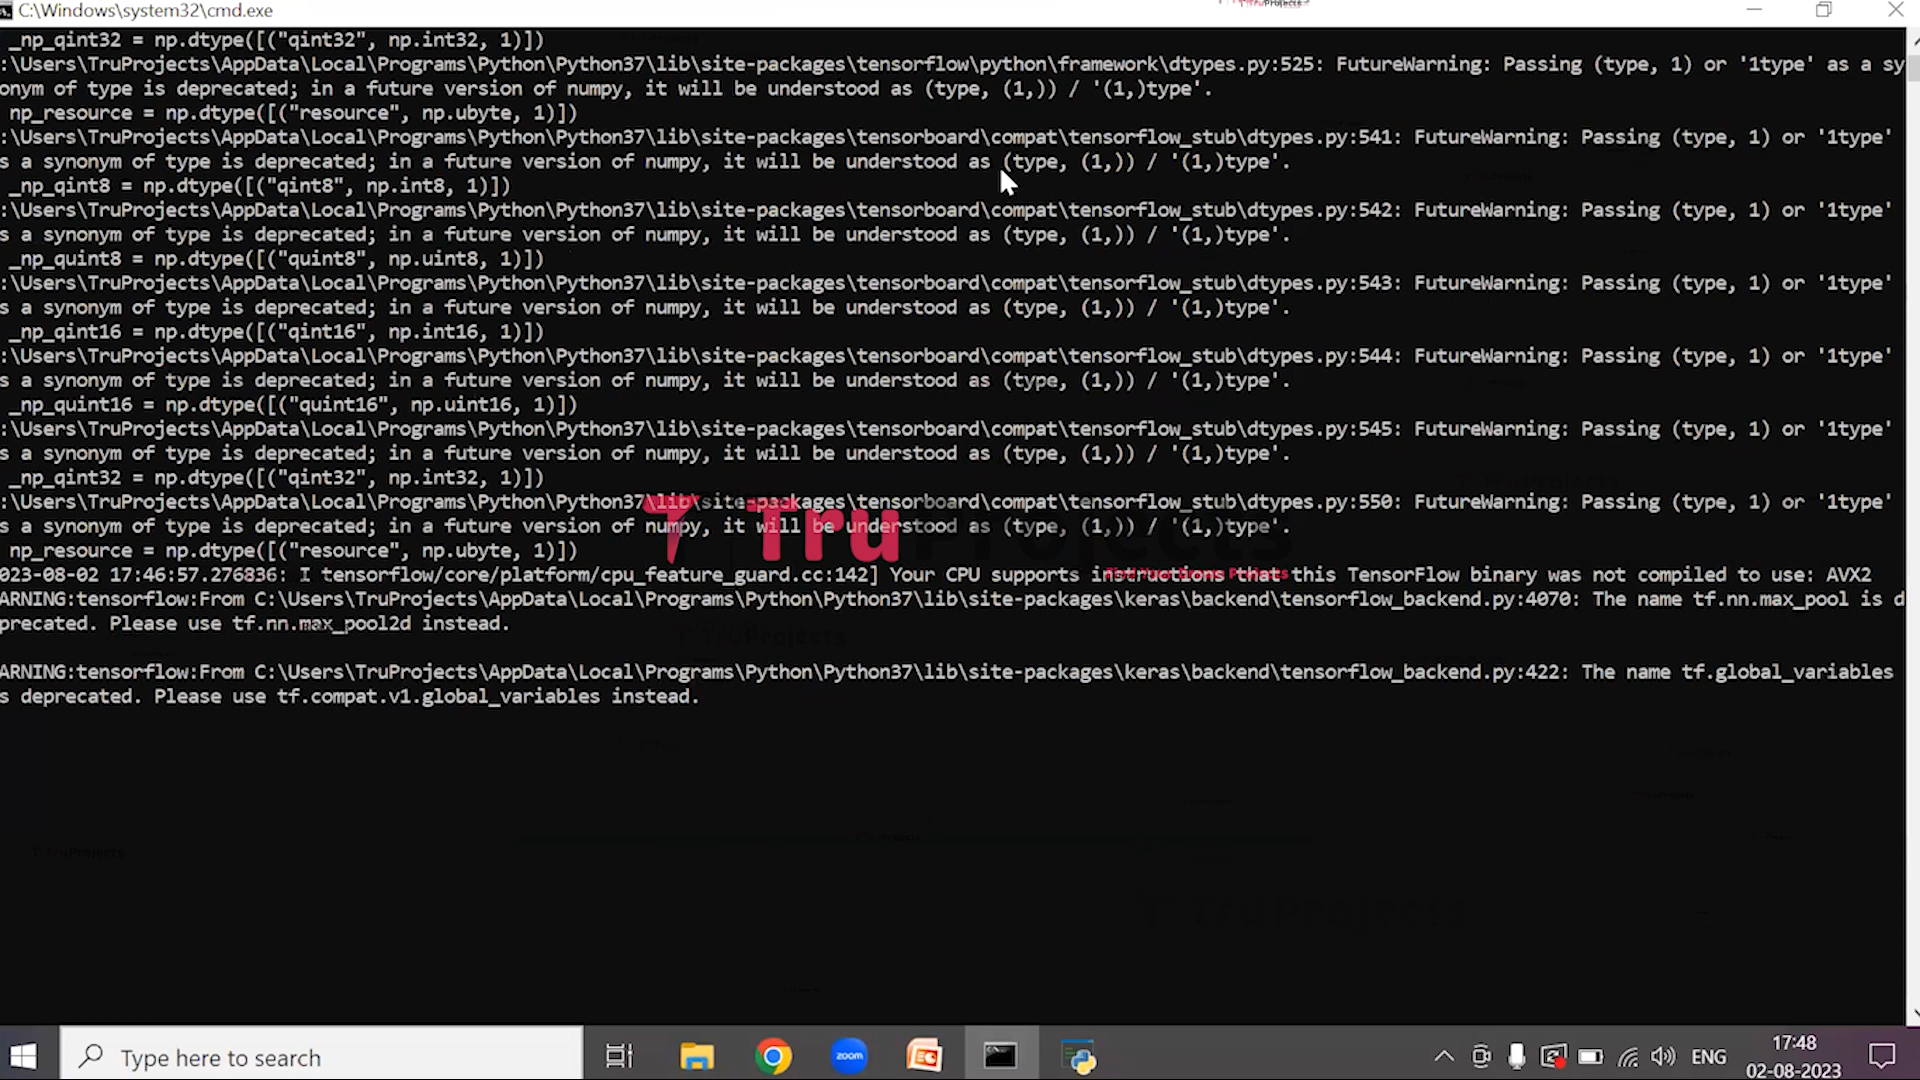 C:\Windows\system32\cmd.exe
TruProjects
_np_qint32 = np.dtype([("qint32", np.int32, 1)])
:\Users\TruProjects\AppData\Local\Programs\Python\Python37\lib\site-packages\tensorflow\python\framework\dtypes.py:525: FutureWarning: Passing (type, 1) or '1type' as a sy
onym of type is deprecated; in a future version of numpy, it will be understood as (type, (1,)) / '(1,)type'.
np_resource = np.dtype([("resource", np.ubyte, 1)])
:\Users\TruProjects\AppData\Local\Programs\Python\Python37\lib\site-packages\tensorboard\compat\tensorflow_stub\dtypes.py:541: FutureWarning: Passing (type, 1) or '1type'
s a synonym of type is deprecated; in a future version of numpy, it will be understood as (type, (1,)) / '(1,)type'.
_np_qint8 = np.dtype([("qint8", np.int8, 1)])
:\Users\TruProjects\AppData\Local\Programs\Python\Python37\lib\site-packages\tensorboard\compat\tensorflow_stub\dtypes.py:542: FutureWarning: Passing (type, 1) or '1type'
s a synonym of type is deprecated; in a future version of numpy, it will be understood as (type, (1,)) / '(1,)type'.
_np_quint8 = np.dtype([("quint8", np.uint8, 1)])
:\Users\TruProjects\AppData\Local\Programs\Python\Python37\lib\site-packages\tensorboard\compat\tensorflow_stub\dtypes.py:543: FutureWarning: Passing (type, 1) or '1type'
s a synonym of type is deprecated; in a future version of numpy, it will be understood as (type, (1,)) / '(1,)type'.
_np_qint16 = np.dtype([("qint16", np.int16, 1)])
:\Users\TruProjects\AppData\Local\Programs\Python\Python37\lib\site-packages\tensorboard\compat\tensorflow_stub\dtypes.py:544: FutureWarning: Passing (type, 1) or '1type'
s a synonym of type is deprecated; in a future version of numpy, it will be understood as (type, (1,)) / '(1,)type'.
_np_quint16 = np.dtype([("quint16", np.uint16, 1)])
:\Users\TruProjects\AppData\Local\Programs\Python\Python37\lib\site-packages\tensorboard\compat\tensorflow_stub\dtypes.py:545: FutureWarning: Passing (type, 1) or '1type'
s a synonym of type is deprecated; in a future version of numpy, it will be understood as (type, (1,)) / '(1,)type'.
_np_qint32 = np.dtype([("qint32", np.int32, 1)])
:\Users\TruProjects\AppData\Local\Programs\Python\Python37\lib\site-packages\tensorboard\compat\tensorflow_stub\dtypes.py:550: FutureWarning: Passing (type, 1) or '1type'
s a synonym of type is deprecated; in a future version of numpy, it will be understood as (type, (1,)) / '(1,)type'.
TruProjects
np_resource = np.dtype([("resource", np.ubyte, 1)])
023-08-02 17:46:57.276836: I tensorflow/core/platform/cpu_feature_guard.cc:142] Your CPU supports instructions that this TensorFlow binary was not compiled to use: AVX2
ARNING:tensorflow:From C:\Users\TruProjects\AppData\Local\Programs\Python\Python37\lib\site-packages\keras\backend\tensorflow_backend.py:4070: The name tf.nn.max_pool is d
precated. Please use tf.nn.max_pool2d instead.
TruProjects
ARNING:tensorflow:From C:\Users\TruProjects\AppData\Local\Programs\Python\Python37\lib\site-packages\keras\backend\tensorflow_backend.py:422: The name tf.global_variables
s deprecated. Please use tf.compat.v1.global_variables instead.
TruProjects
TruProjects
Type here to search
zoom
ENG
17:48
02-08-2023